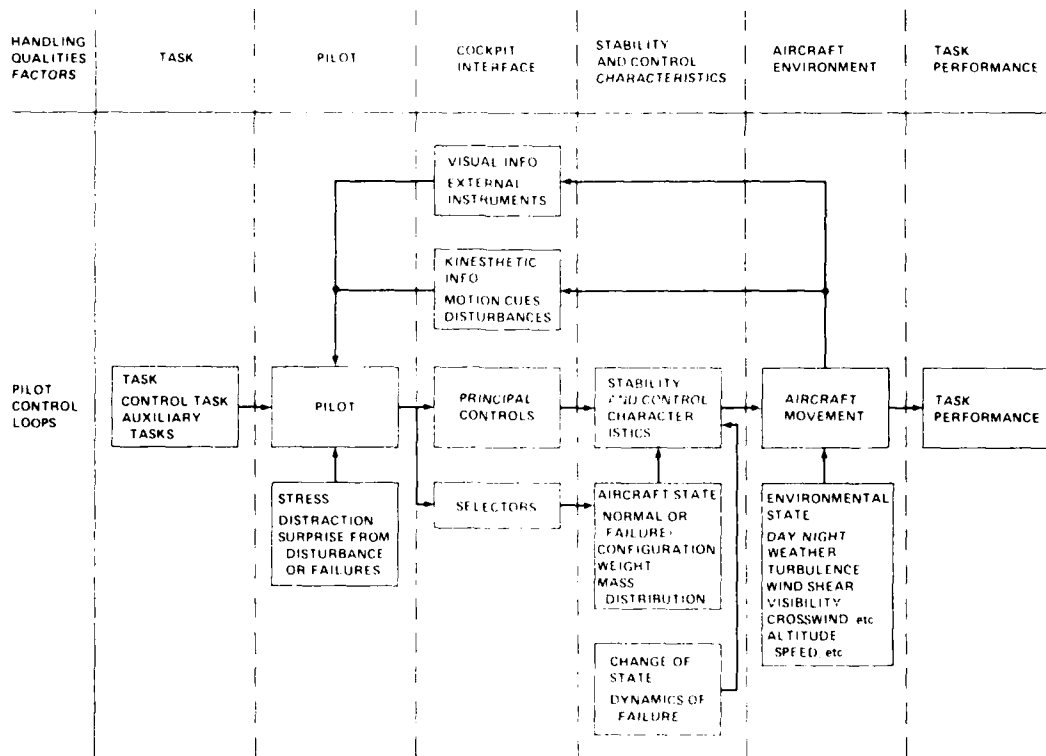 HANDLING
QUALITIES
FACTORS
TASK
PILOT
COCKPIT
INTERFACE
STABILITY
AND CONTROL
CHARACTERISTICS
AIRCRAFT
ENVIRONMENT
TASK
PERFORMANCE
VISUAL INFO
EXTERNAL
INSTRUMENTS
KINESTHETIC
INFO
MOTION CUES
DISTURBANCES
PILOT
CONTROL
LOOPS
TASK
CONTROL TASK
AUXILIARY
TASKS
PILOT
PRINCIPAL
CONTROLS
STABILITY
AND CONTROL
CHARACTER
ISTICS
AIRCRAFT
MOVEMENT
TASK
PERFORMANCE
STRESS
DISTRACTION
SURPRISE FROM
DISTURBANCE
OR FAILURES
SELECTORS
AIRCRAFT STATE
NORMAL OR
FAILURE)
CONFIGURATION
WEIGHT
MASS
DISTRIBUTION
ENVIRONMENTAL
STATE
DAY NIGHT
WEATHER
TURBULENCE
WIND SHEAR
VISIBILITY
CROSSWIND etc
ALTITUDE
SPEED, etc
CHANGE OF
STATE
DYNAMICS OF
FAILURE